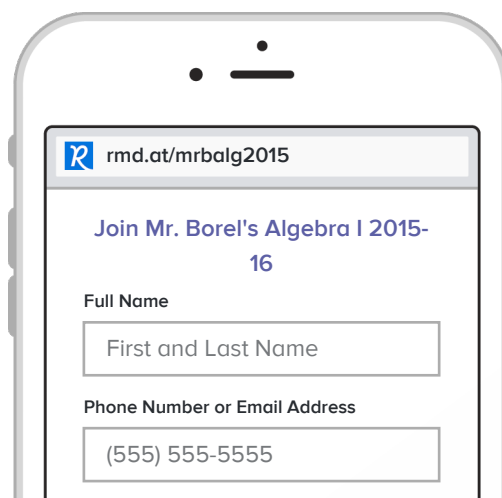 rmd.at/mrbalg2015
Join Mr. Borel's Algebra I 2015-
16
Full Name
First and Last Name
Phone Number or Email Address
(555) 555-5555